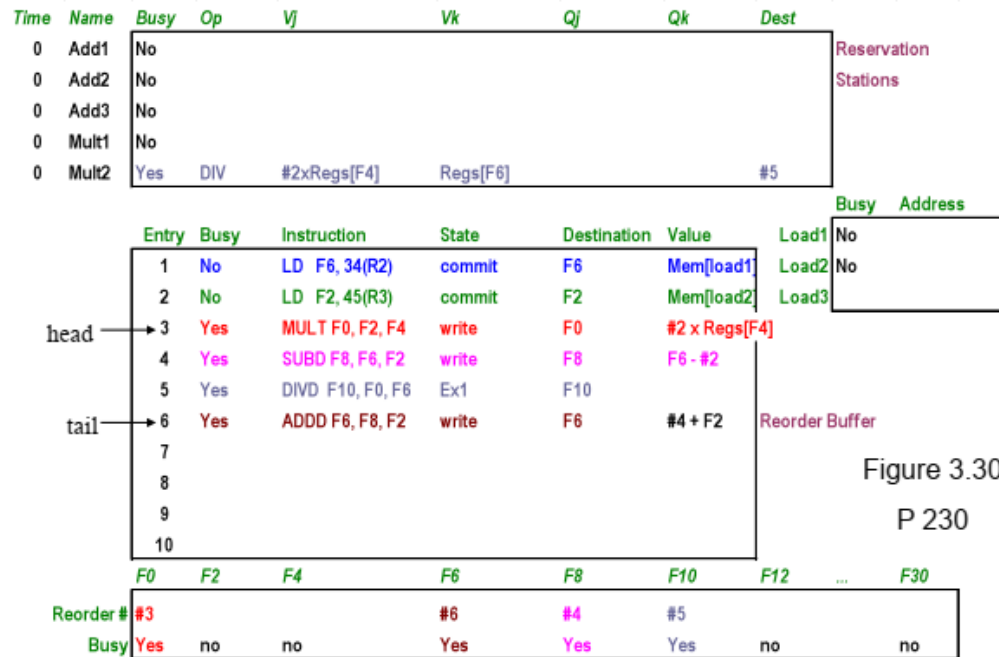 Time Name Busy Op Vj Vk Qj Qk Dest
0 Add1 No Reservation
0 Add2 No Stations
0 Add3 No
0 Mult1 No
0 Mult2 Yes DIV #2xRegs[F4] Regs[F6] #5
Busy Address
Entry Busy Instruction State Destination Value Load1 No
1 No LD F6, 34(R2) commit F6 Mem[load1] Load2 No
2 No LD F2, 45(R3) commit F2 Mem[load2] Load3
head 3 Yes MULT F0, F2, F4 write F0 #2 x Regs[F4]
4 Yes SUBD F8, F6, F2 write F8 F6 - #2
5 Yes DIVD F10, F0, F6 Ex1 F10
tail 6 Yes ADDD F6, F8, F2 write F6 #4 + F2 Reorder Buffer
7
8 Figure 3.30
9 P 230
10
F0 F2 F4 F6 F8 F10 F12 ... F30
Reorder # #3 #6 #4 #5
Busy Yes no no Yes Yes Yes no no